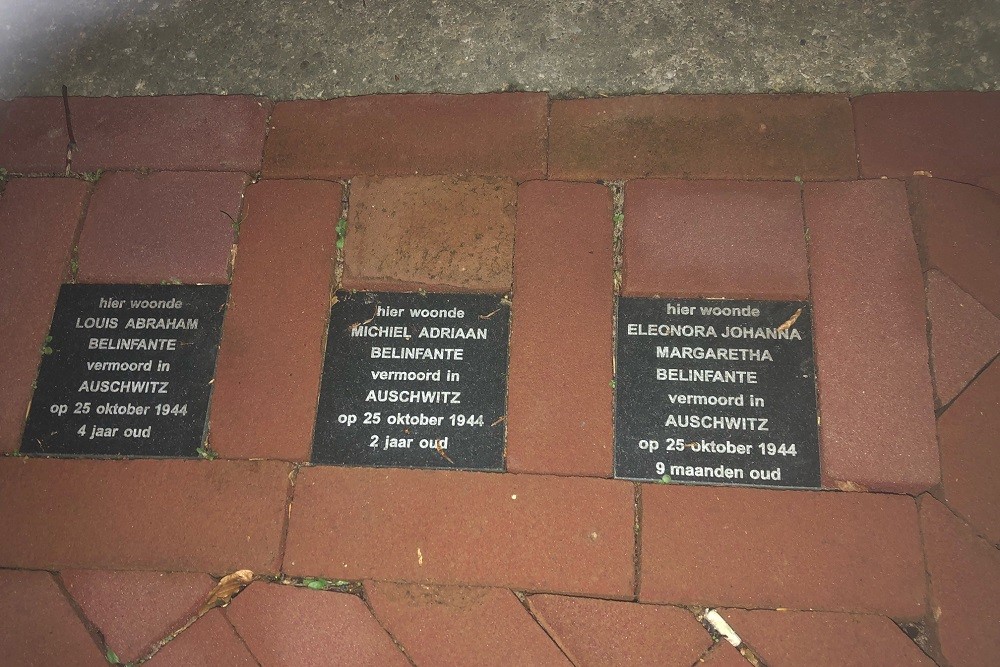 hier woonde
LOUIS ABRAHAM
BELINFANTE
vermoord in
AUSCHWITZ
op 25 oktober 1944
4 jaar oud
hier woonde
MICHIEL ADRIAAN
BELINFANTE
vermoord in
AUSCHWITZ
op 25 oktober 1944
2 jaar oud
hier woonde
ELEONORA JOHANNA
MARGARETHA
BELINFANTE
vermoord in
AUSCHWITZ
op 25 oktober 1944
9 maanden oud